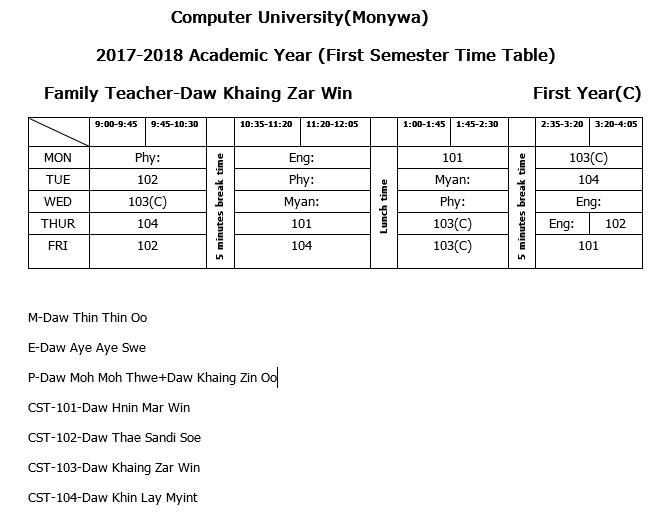 Computer University(Monywa)
2017-2018 Academic Year (First Semester Time Table)
Family Teacher-Daw Khaing Zar Win First Year(C)
9:00-9:45 9:45-10:30 10:35-11:20 11:20-12:05 1:00-1:45 1:45-2:30 2:35-3:20 3:20-4:05
MON Phy: Eng: 101 103(C)
TUE 102 Phy: Myan: 104
WED 103(C) Myan: Phy: Eng:
THUR 104 101 103(C) Eng: 102
FRI 102 104 103(C) 101
5 minutes break time
Lunch time
5 minutes break time
M-Daw Thin Thin Oo
E-Daw Aye Aye Swe
P-Daw Moh Moh Thwe+Daw Khaing Zin Oo
CST-101-Daw Hnin Mar Win
CST-102-Daw Thae Sandi Soe
CST-103-Daw Khaing Zar Win
CST-104-Daw Khin Lay Myint